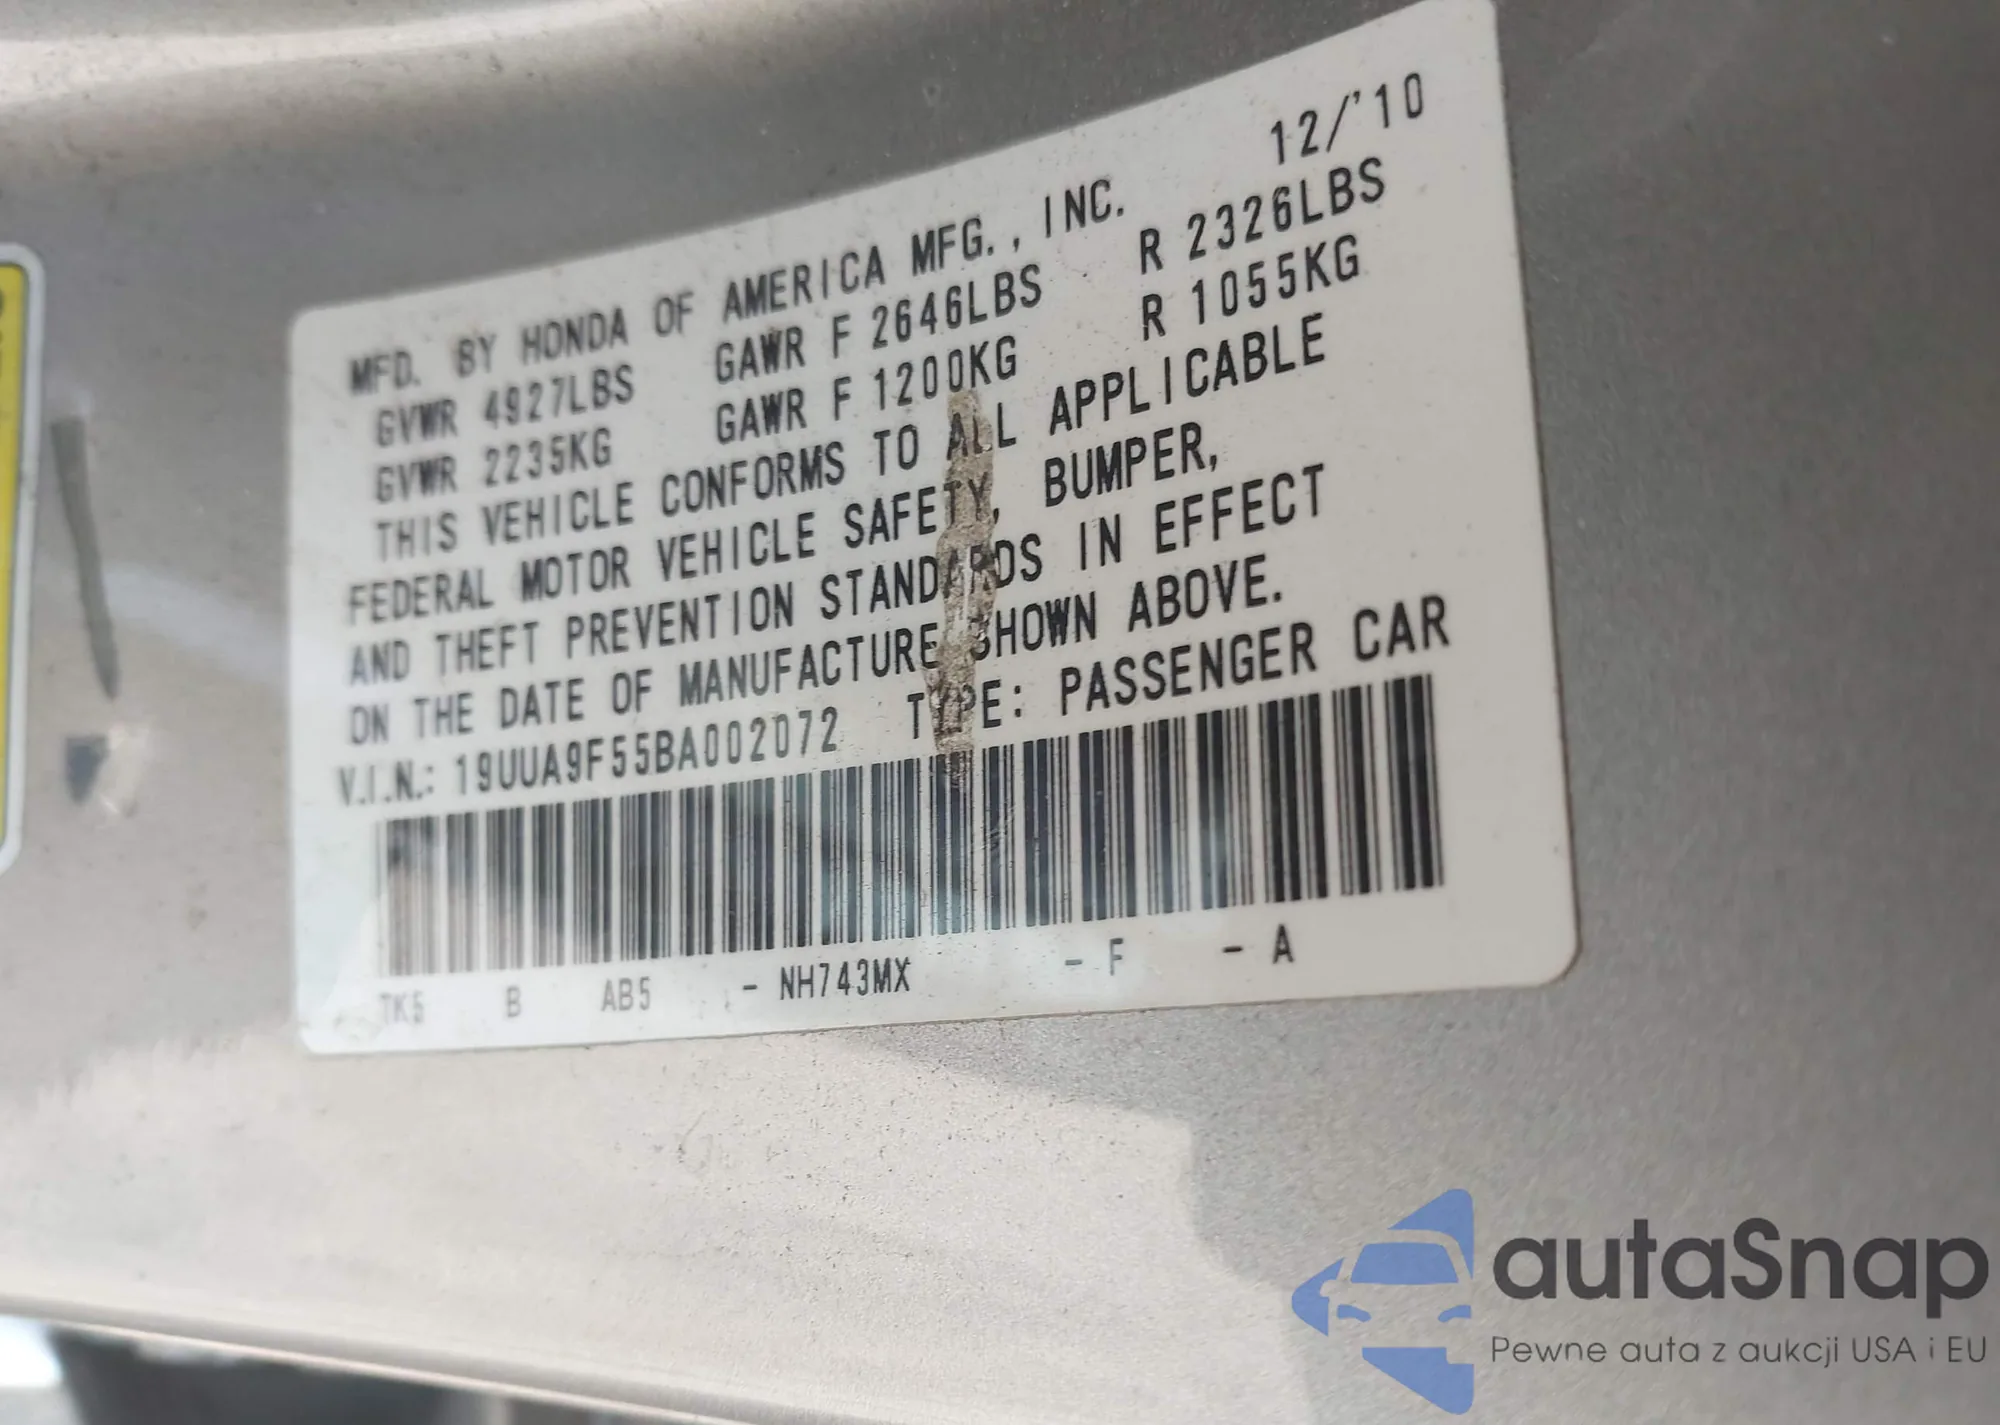 12/'10
MFD. BY HONDA OF AMERICA MFG., INC.
GVWR 4927LBS GAWR F 2646LBS R 2326LBS
GVWR 2235KG GAWR F 1200KG R 1055KG
THIS VEHICLE CONFORMS TO ALL APPLICABLE
FEDERAL MOTOR VEHICLE SAFETY, BUMPER,
AND THEFT PREVENTION STANDARDS IN EFFECT
ON THE DATE OF MANUFACTURE SHOWN ABOVE.
V.I.N.: 19UUA9F55BA002072 TYPE: PASSENGER CAR
TK5 B AB5 - NH743MX - F - A
autaSnap
Pewne auta z aukcji USA i EU